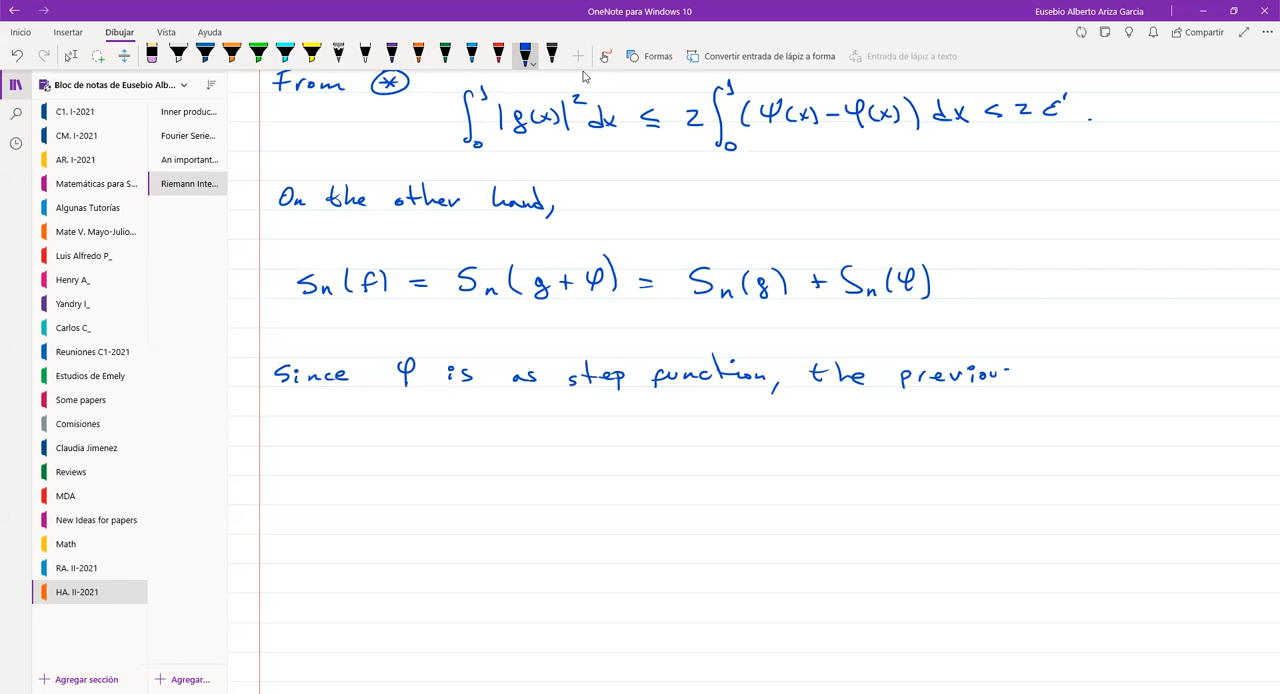 OneNote para Windows 10
Eusebio Alberto Ariza Garcia
Inicio Insertar Dibujar Vista Ayuda
Compartir
Formas Convertir entrada de lápiz a forma Entrada de lápiz a texto
Bloc de notas de Eusebio Alb...
C1. I-2021
CM. I-2021
AR. I-2021
Matemáticas para S...
Algunas Tutorías
Mate V. Mayo-Julio...
Luis Alfredo P_
Henry A_
Yandry I_
Carlos C_
Reuniones C1-2021
Estudios de Emely
Some papers
Comisiones
Claudia Jimenez
Reviews
MDA
New Ideas for papers
Math
RA. II-2021
HA. II-2021
Agregar sección
Inner produc...
Fourier Serie...
An important...
Riemann Inte...
Agregar...
From (*)
∫₀¹ |g(x)|² dx ≤ 2 ∫₀¹ (Ψ(x) - φ(x)) dx ≤ 2 ε'.
On the other hand,
Sn(f) = Sn(g + φ) = Sn(g) + Sn(φ)
Since φ is as step function, the previou